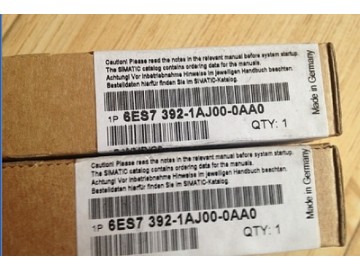 Caution! Please read the notes in the relevant manual before system startup.
The SIMATIC catalog contains ordering data for the manuals.
Achtung! Vor Inbetriebnahme Hinweise im jeweiligen Handbuch beachten.
Bestelldaten hierfür finden Sie im SIMATIC-Katalog.
1P 6ES7 392-1AJ00-0AA0
QTY: 1
Made in Germany
Caution! Please read the notes in the relevant manual before system startup.
The SIMATIC catalog contains ordering data for the manuals.
Achtung! Vor Inbetriebnahme Hinweise im jeweiligen Handbuch beachten.
Bestelldaten hierfür finden Sie im SIMATIC-Katalog.
1P 6ES7 392-1AJ00-0AA0
QTY: 1
Made in Germany